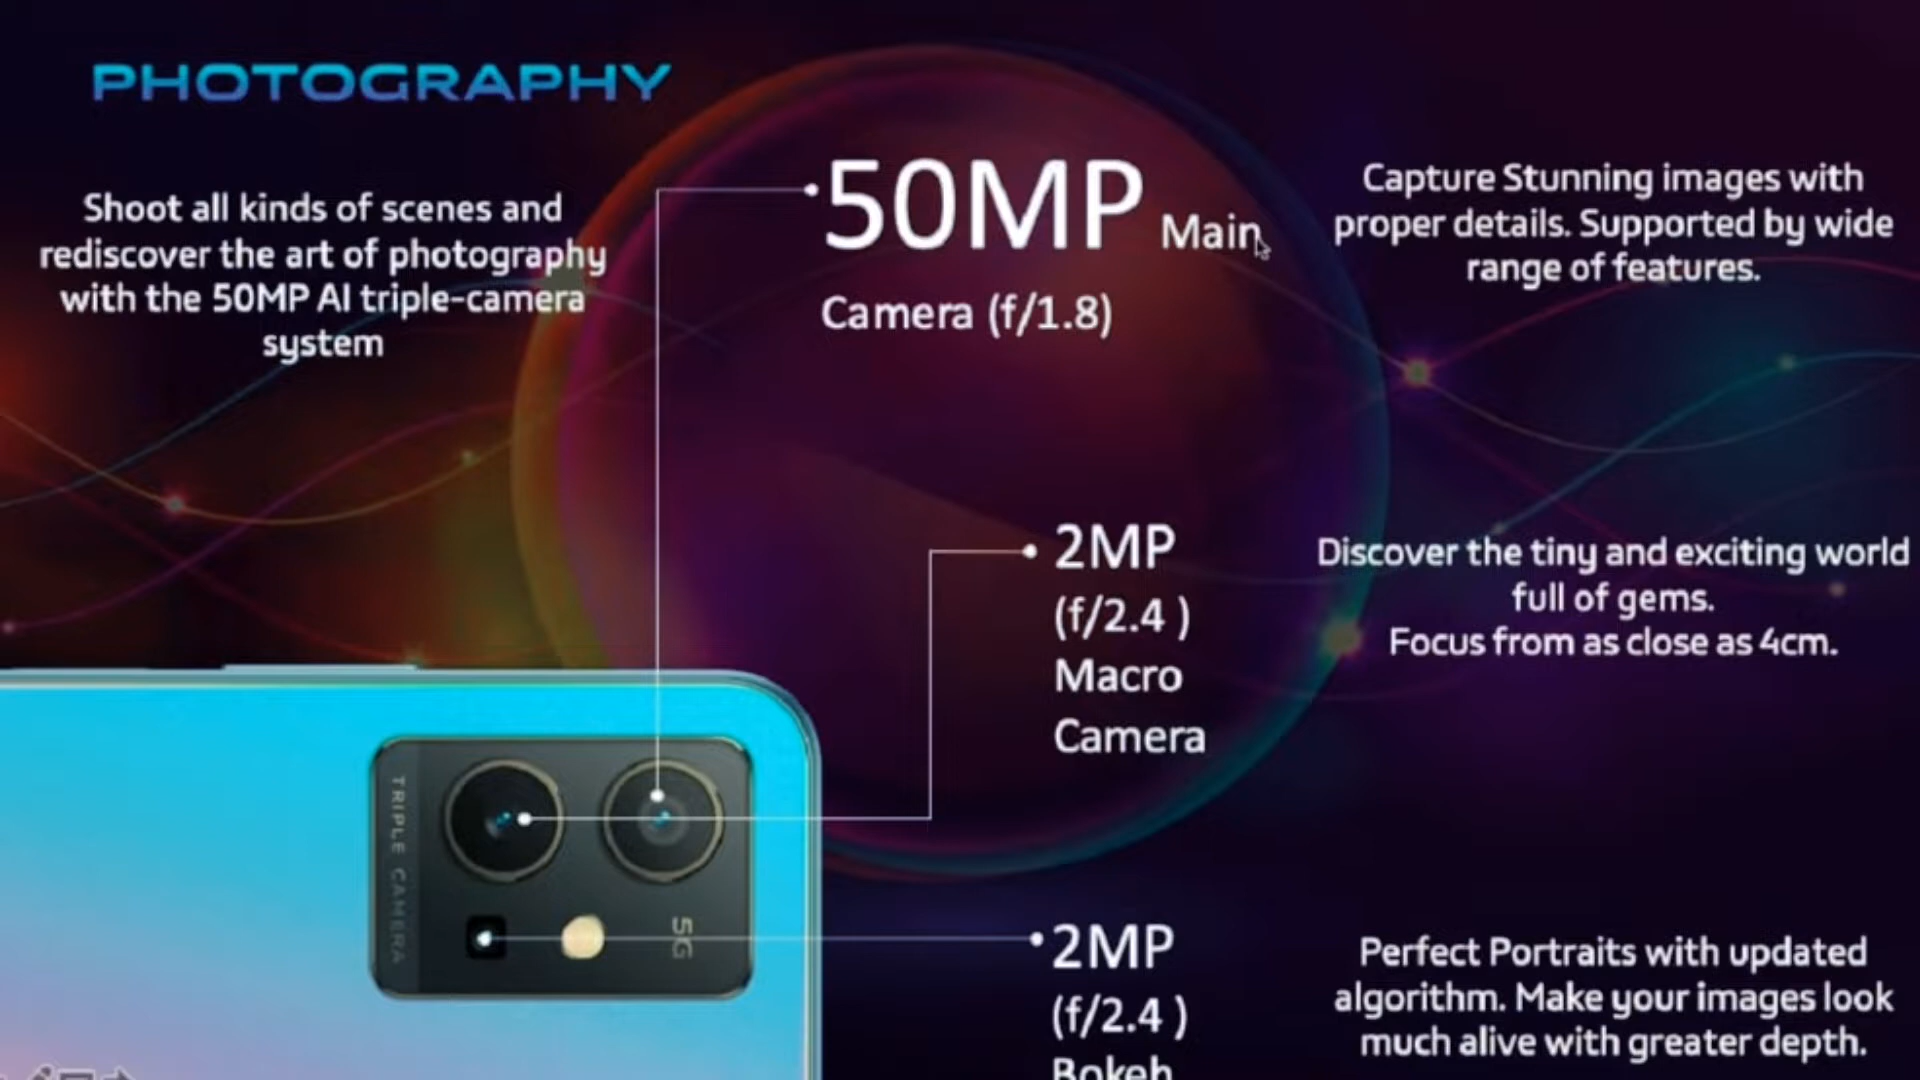 PHOTOGRAPHY
Shoot all kinds of scenes and
rediscover the art of photography
with the 50MP AI triple-camera
system
50MP Main
Camera (f/1.8)
Capture Stunning images with
proper details. Supported by wide
range of features.
2MP
(f/2.4 )
Macro
Camera
Discover the tiny and exciting world
full of gems.
Focus from as close as 4cm.
TRIPLE CAMERA
5G
2MP
(f/2.4 )
Bokeh
Perfect Portraits with updated
algorithm. Make your images look
much alive with greater depth.